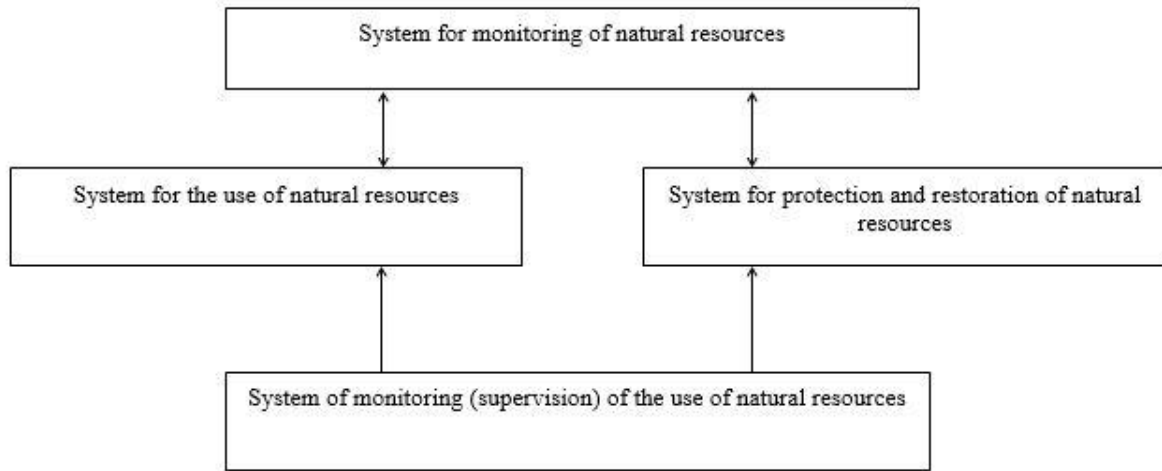 System for monitoring of natural resources
System for the use of natural resources
System for protection and restoration of natural
resources
System of monitoring (supervision) of the use of natural resources